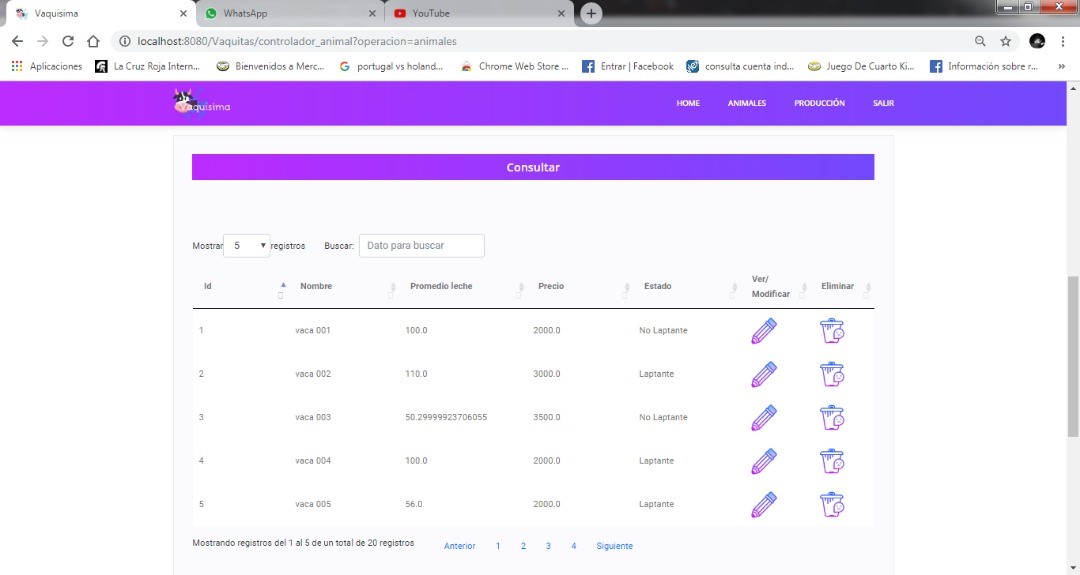 Vaquisima
WhatsApp
YouTube
localhost:8080/Vaquitas/controlador_animal?operacion=animales
Aplicaciones
La Cruz Roja Intern...
Bienvenidos a Merc...
portugal vs holand...
Chrome Web Store ...
Entrar | Facebook
consulta cuenta ind...
Juego De Cuarto Ki...
Información sobre r...
»
Vaquisima
HOME ANIMALES PRODUCCIÓN SALIR
Consultar
Mostrar 5 registros Buscar: Dato para buscar
Id Nombre Promedio leche Precio Estado Ver/ Modificar Eliminar
1 vaca 001 100.0 2000.0 No Laptante
2 vaca 002 110.0 3000.0 Laptante
3 vaca 003 50.29999923706055 3500.0 No Laptante
4 vaca 004 100.0 2000.0 Laptante
5 vaca 005 56.0 2000.0 Laptante
Mostrando registros del 1 al 5 de un total de 20 registros Anterior 1 2 3 4 Siguiente